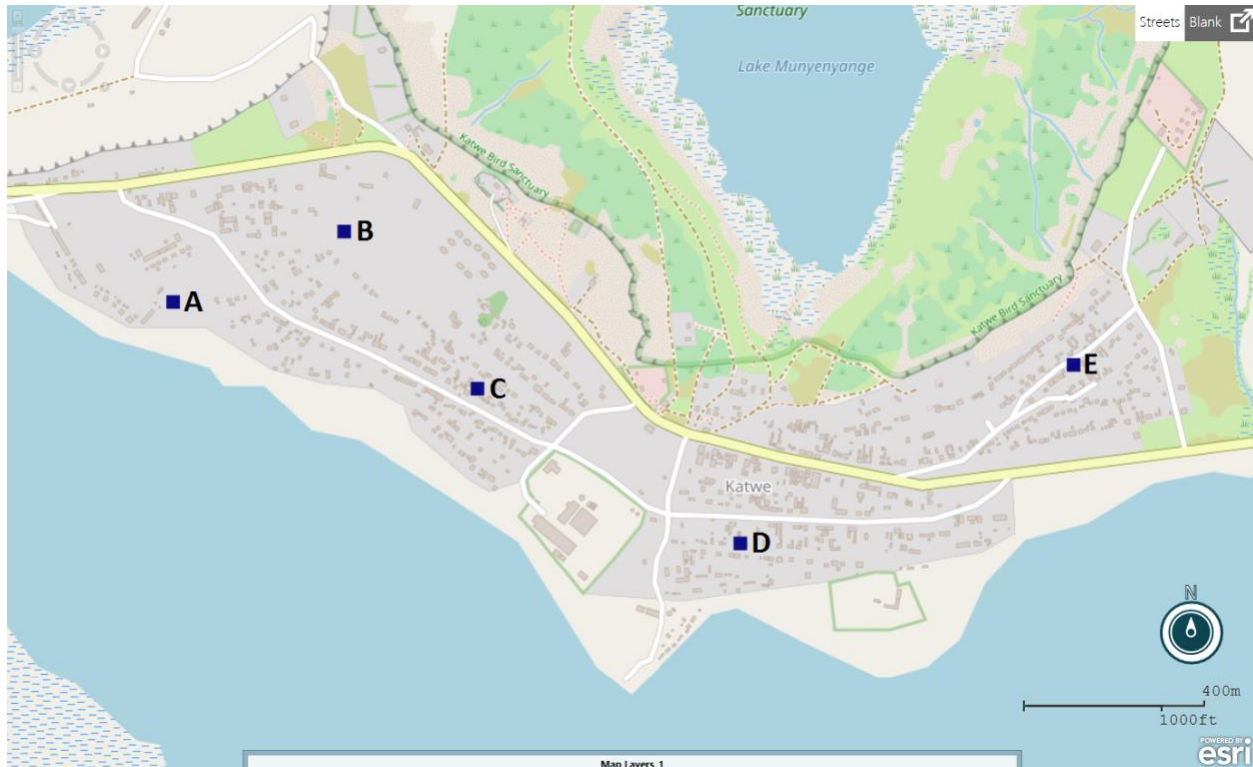 Sanctuary
Streets
Blank
Lake Munyenyange
Katwe Bird Sanctuary
B
A
Katwe Bird Sanctuary
E
C
Katwe
D
N
400m
1000ft
POWERED BY
esri
Map Layers 1